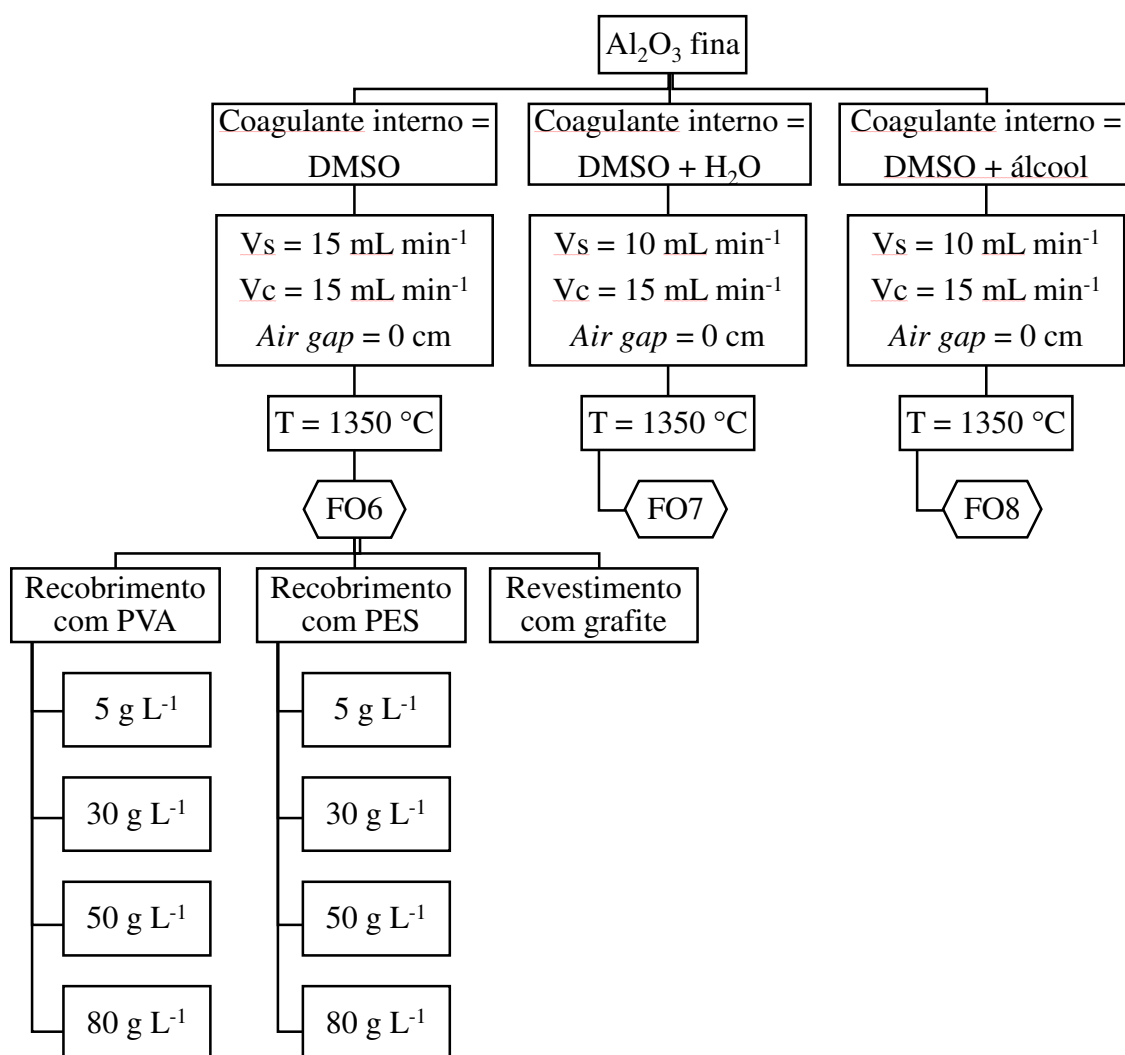 Al₂O₃ fina
Coagulante interno =
DMSO
Coagulante interno =
DMSO + H₂O
Coagulante interno =
DMSO + álcool
Vs = 15 mL min⁻¹
Vc = 15 mL min⁻¹
Air gap = 0 cm
Vs = 10 mL min⁻¹
Vc = 15 mL min⁻¹
Air gap = 0 cm
Vs = 10 mL min⁻¹
Vc = 15 mL min⁻¹
Air gap = 0 cm
T = 1350 °C
T = 1350 °C
T = 1350 °C
FO6
FO7
FO8
Recobrimento
com PVA
Recobrimento
com PES
Revestimento
com grafite
5 g L⁻¹
5 g L⁻¹
30 g L⁻¹
30 g L⁻¹
50 g L⁻¹
50 g L⁻¹
80 g L⁻¹
80 g L⁻¹